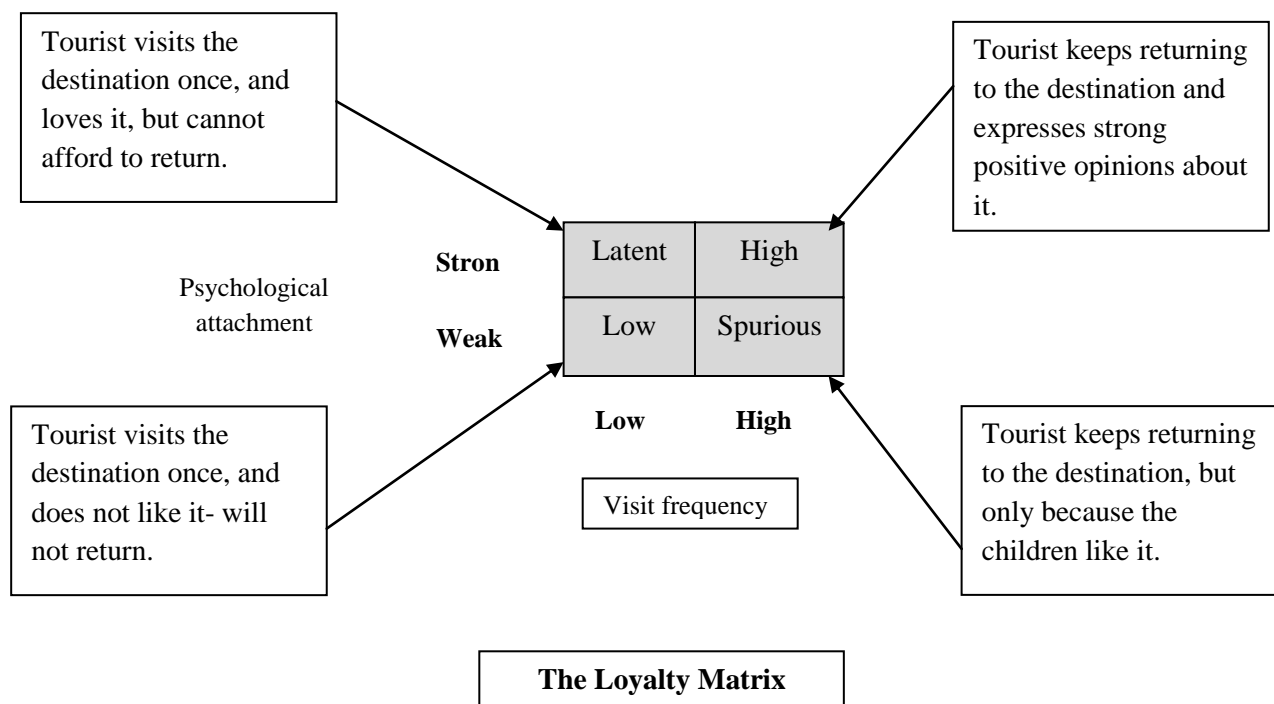 Tourist visits the
destination once, and
loves it, but cannot
afford to return.
Tourist keeps returning
to the destination and
expresses strong
positive opinions about
it.
Psychological
attachment
Stron
Weak
Latent
High
Low
Spurious
Low
High
Visit frequency
Tourist visits the
destination once, and
does not like it- will
not return.
Tourist keeps returning
to the destination, but
only because the
children like it.
The Loyalty Matrix